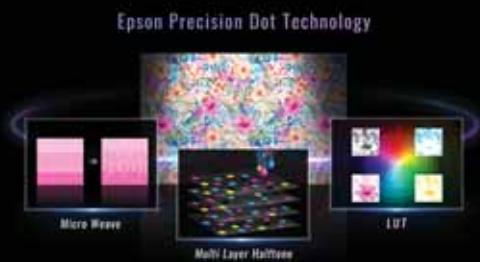 Epson Precision Dot Technology
Micro Weave
Multi Layer Halftone
LUT